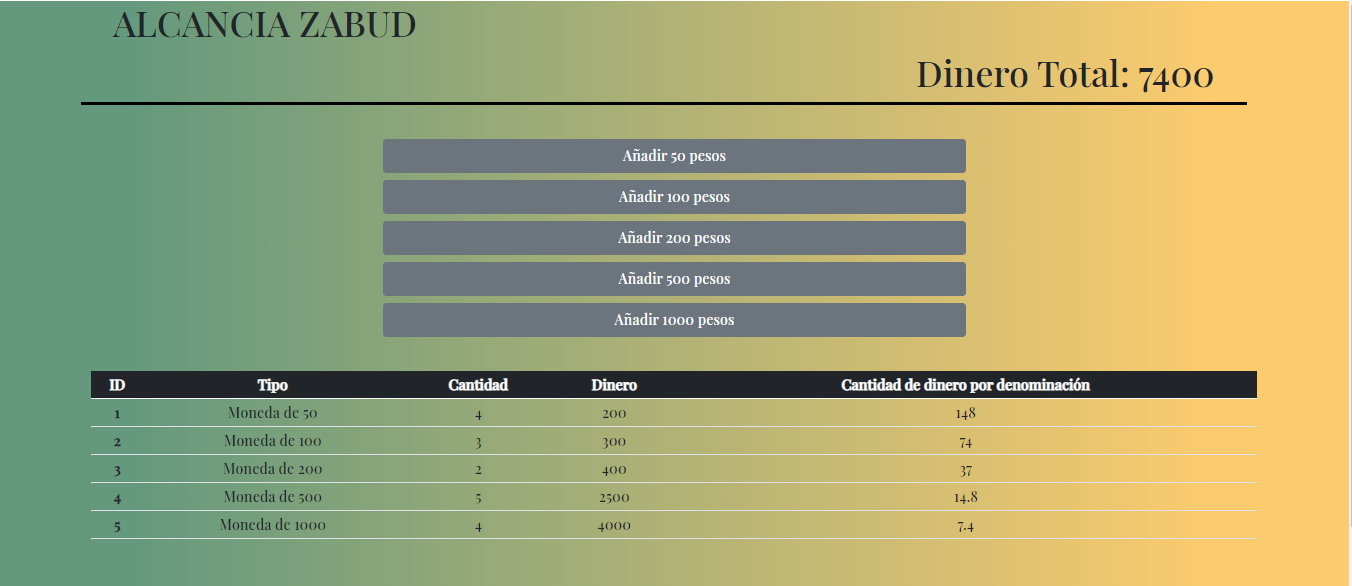 ALCANCIA ZABUD
Dinero Total: 7400
Añadir 50 pesos
Añadir 100 pesos
Añadir 200 pesos
Añadir 500 pesos
Añadir 1000 pesos
ID Tipo Cantidad Dinero Cantidad de dinero por denominación
1 Moneda de 50 4 200 148
2 Moneda de 100 3 300 74
3 Moneda de 200 2 400 37
4 Moneda de 500 5 2500 14.8
5 Moneda de 1000 4 4000 7.4